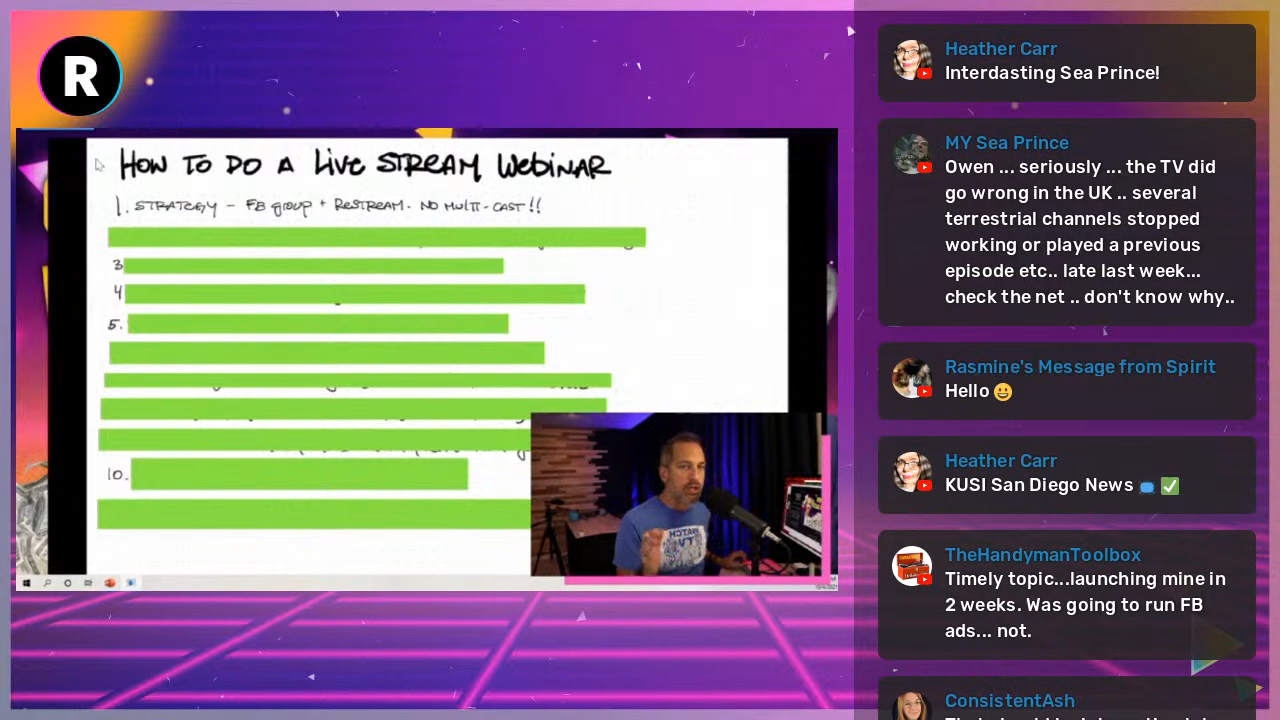 R
HOW TO DO A LIVE STREAM WEBINAR
1. STRATEGY - FB group + RESTREAM. NO MULTI-CAST!!
3
4
5.
10.
WATCH
TV
Heather Carr
Interdasting Sea Prince!
MY Sea Prince
Owen ... seriously ... the TV did
go wrong in the UK .. several
terrestrial channels stopped
working or played a previous
episode etc.. late last week...
check the net .. don't know why..
Rasmine's Message from Spirit
Hello 😀
Heather Carr
KUSI San Diego News ✅
TheHandymanToolbox
Timely topic...launching mine in
2 weeks. Was going to run FB
ads... not.
ConsistentAsh